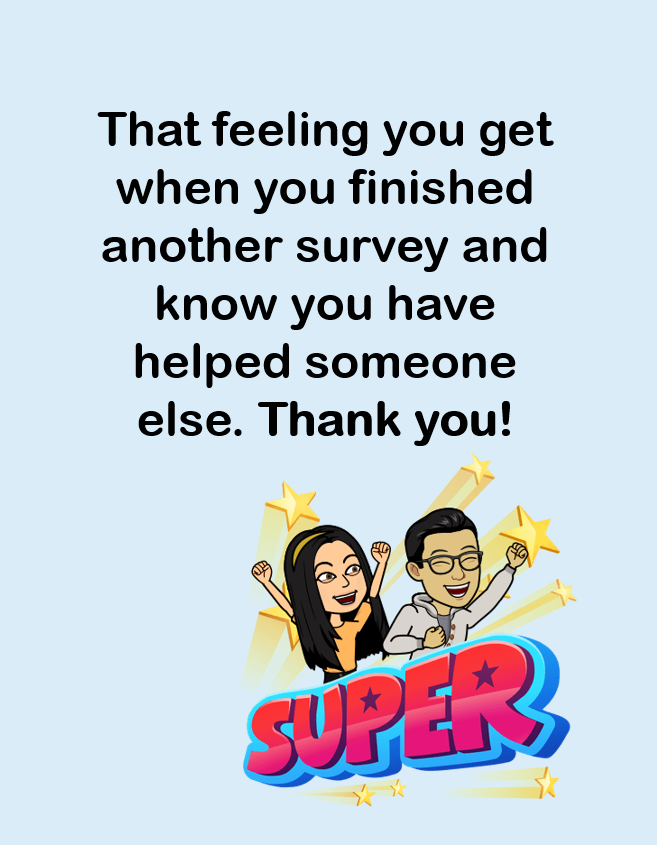 That feeling you get
when you finished
another survey and
know you have
helped someone
else. Thank you!
SUPER